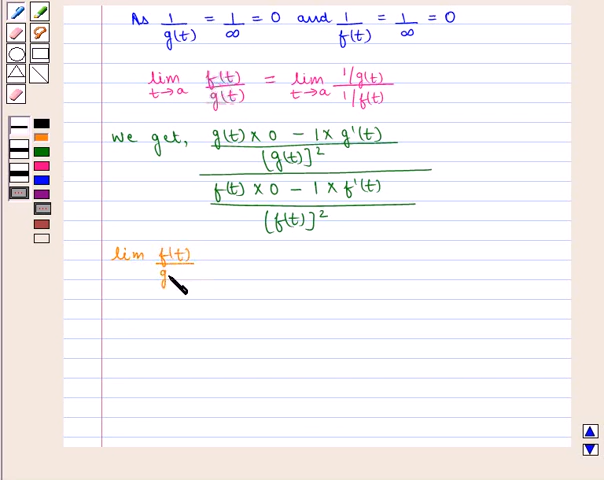 As 1/g(t) = 1/∞ = 0 and 1/f(t) = 1/∞ = 0
lim t→a f(t)/g(t) = lim t→a 1/g(t) / 1/f(t)
We get, g(t) × 0 − 1 × g'(t) / [g(t)]²
f(t) × 0 − 1 × f'(t) / (f(t)]²
lim f(t)/g